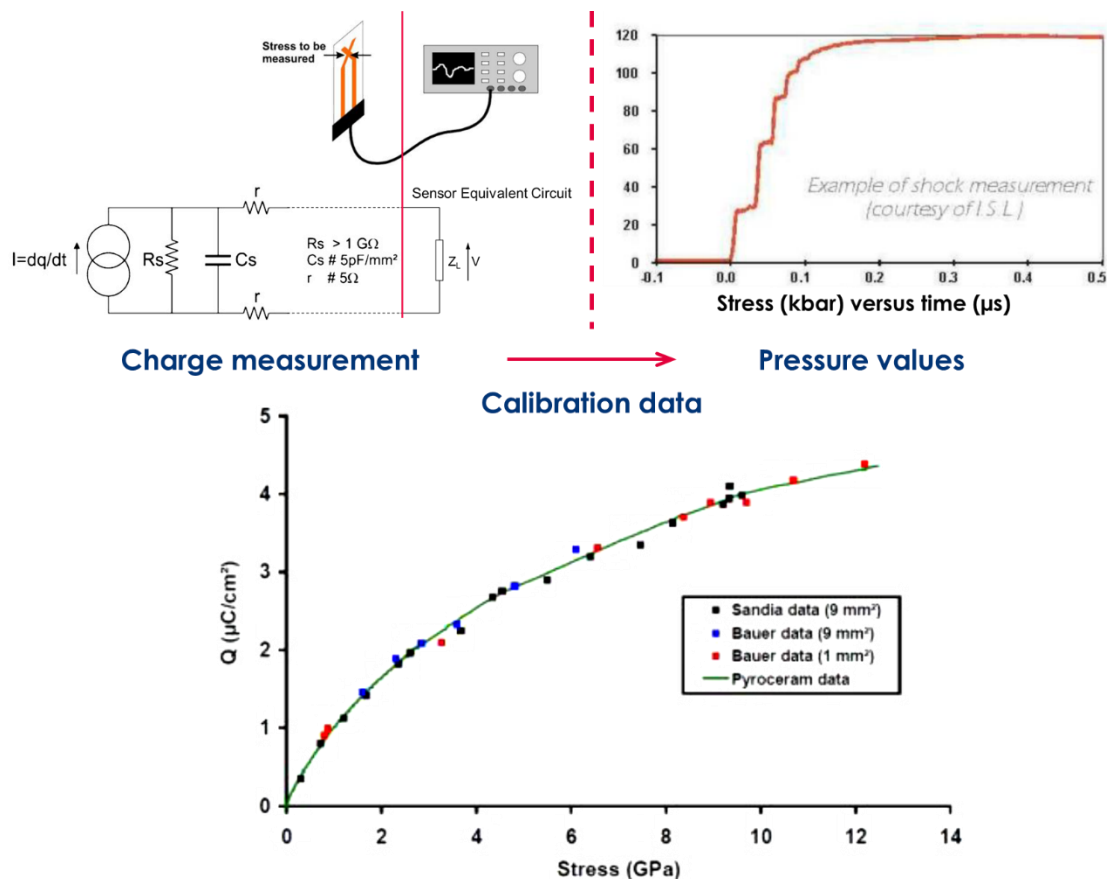 Stress to be
measured
r
Sensor Equivalent Circuit
I=dq/dt
Rs
Cs
Rs > 1 GΩ
Cs # 5pF/mm²
r # 5Ω
Z_L
V
r
120
100
80
60
40
20
0
Example of shock measurement
(courtesy of I.S.L)
-0.1 0.0 0.1 0.2 0.3 0.4 0.5
Stress (kbar) versus time (µs)
Charge measurement
Pressure values
Calibration data
5
4
3
2
1
0
Q (µC/cm²)
Sandia data (9 mm²)
Bauer data (9 mm²)
Bauer data (1 mm²)
Pyroceram data
0 2 4 6 8 10 12 14
Stress (GPa)